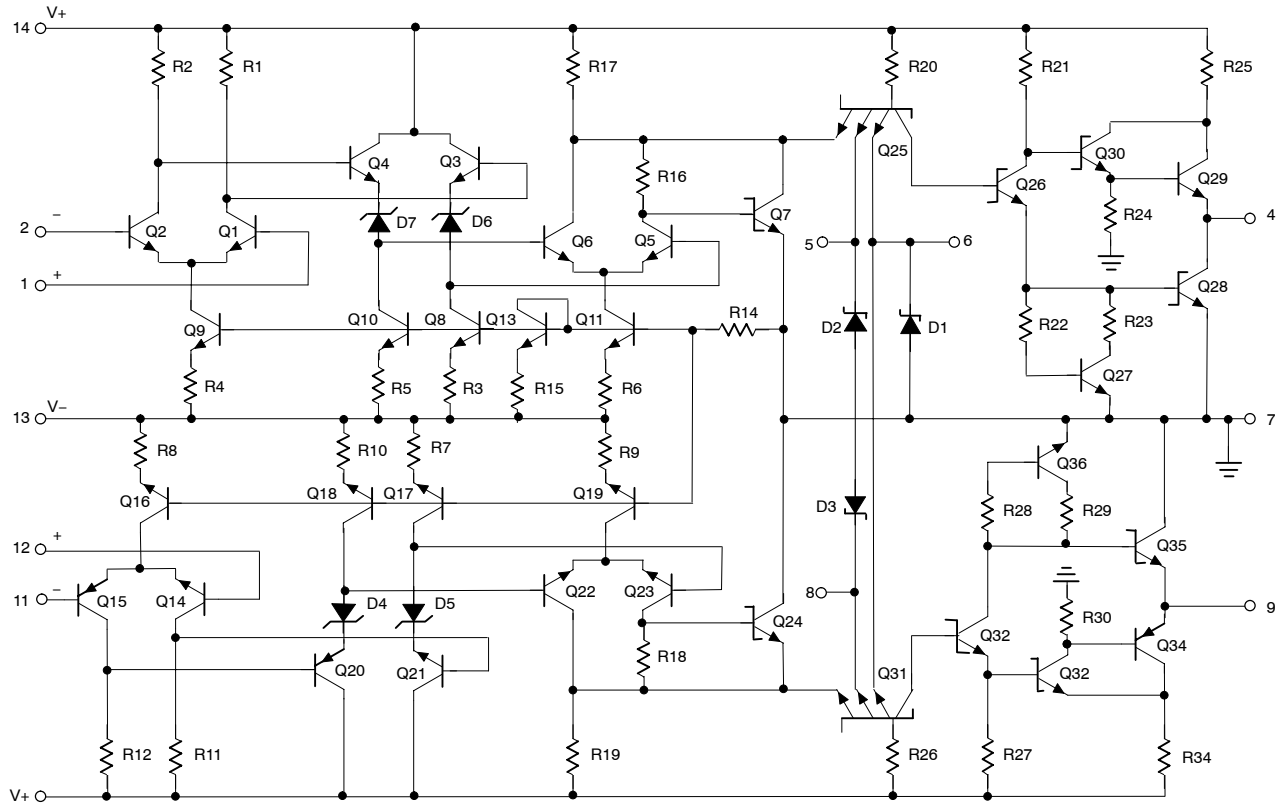 V+
14
R2
R1
R17
R20
R21
R25
Q4
Q3
Q25
Q30
R16
Q26
Q29
D7
D6
Q7
R24
2
−
Q2
Q1
Q6
Q5
5
6
4
1
+
Q28
Q9
Q10
Q8
Q13
Q11
R14
D2
D1
R22
R23
R4
R5
R3
R15
R6
Q27
13
V−
7
R8
R10
R7
R9
Q36
Q16
Q18
Q17
Q19
D3
R28
R29
12
+
Q35
11
−
Q15
Q14
D4
D5
Q22
Q23
8
9
R30
Q24
Q32
Q34
Q20
Q21
R18
Q31
Q32
R12
R11
R19
R26
R27
R34
V+